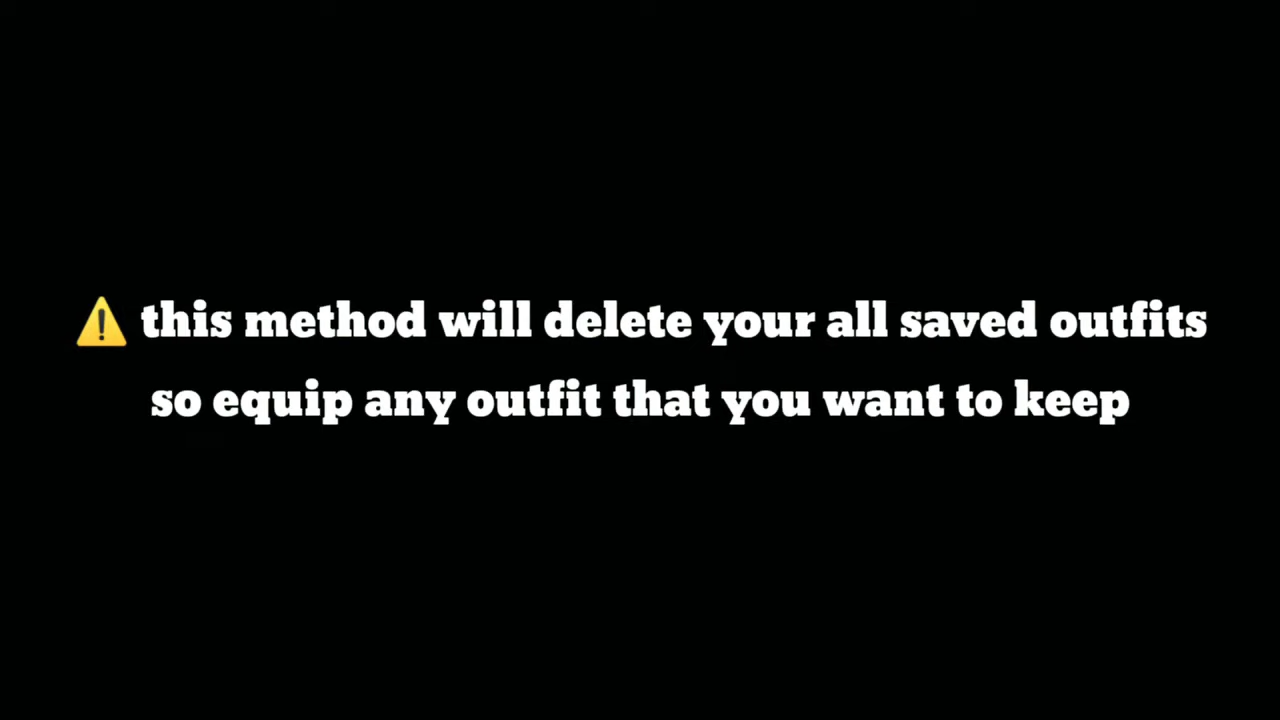 ⚠️ this method will delete your all saved outfits
so equip any outfit that you want to keep